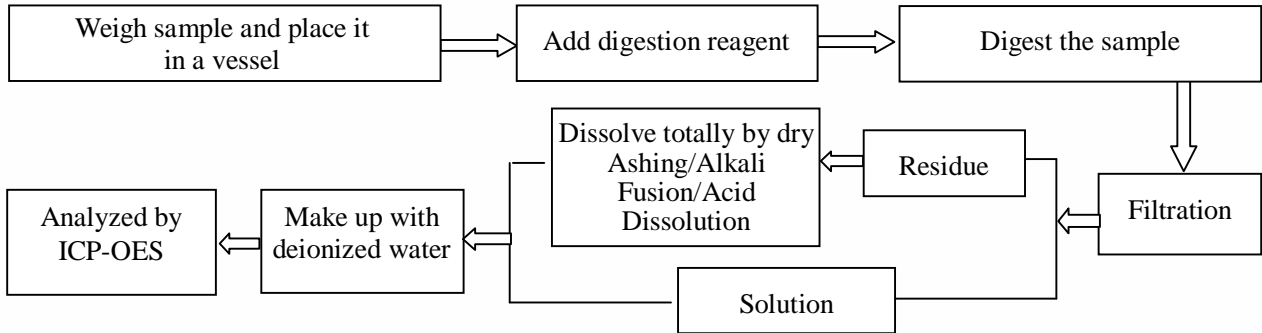 Weigh sample and place it
in a vessel
Add digestion reagent
Digest the sample
Filtration
Residue
Dissolve totally by dry
Ashing/Alkali
Fusion/Acid
Dissolution
Solution
Make up with
deionized water
Analyzed by
ICP-OES